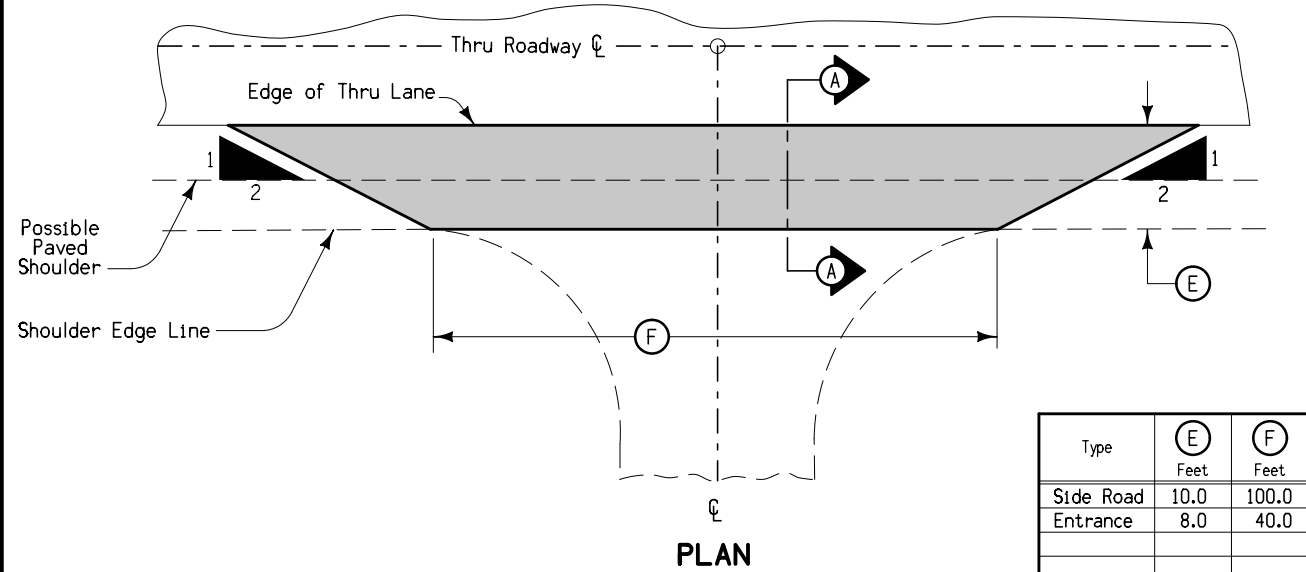 Thru Roadway ℄
A
Edge of Thru Lane
1
2
1
2
Possible
Paved
Shoulder
A
E
Shoulder Edge Line
F
℄
PLAN
Type E F
Feet Feet
Side Road 10.0 100.0
Entrance 8.0 40.0